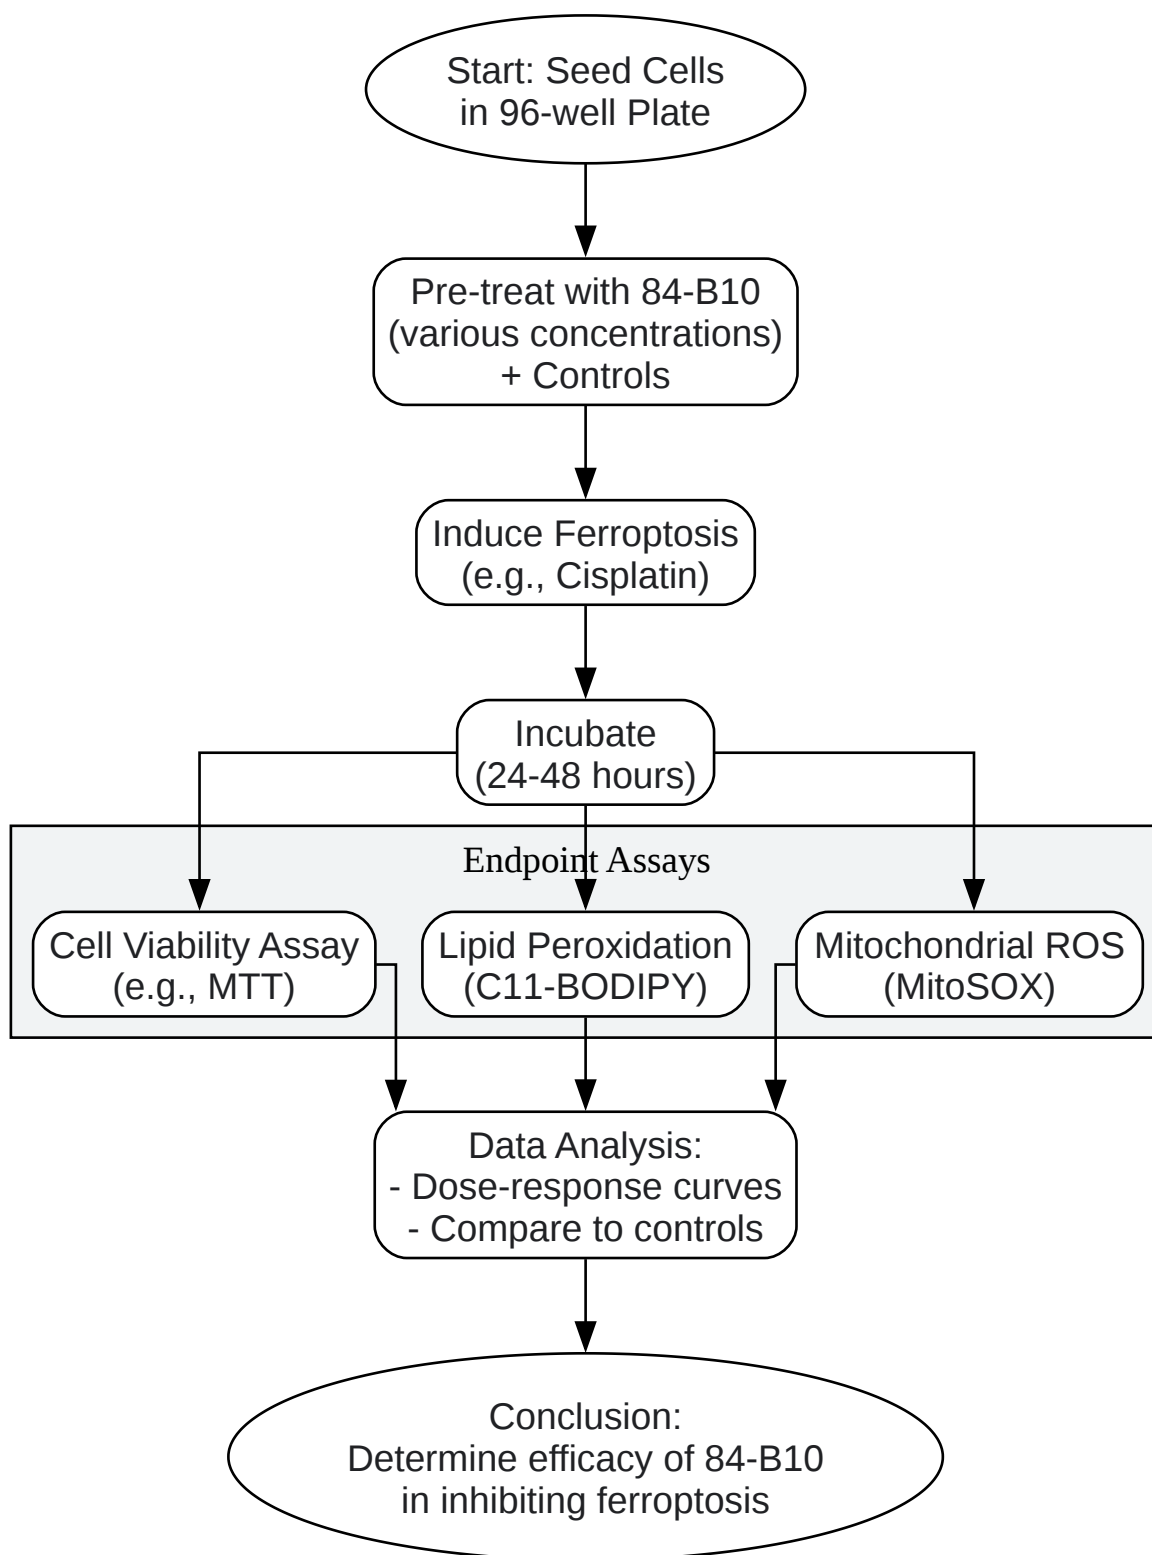 Start: Seed Cells
in 96-well Plate
Pre-treat with 84-B10
(various concentrations)
+ Controls
Induce Ferroptosis
(e.g., Cisplatin)
Incubate
(24-48 hours)
Endpoint Assays
Cell Viability Assay
(e.g., MTT)
Lipid Peroxidation
(C11-BODIPY)
Mitochondrial ROS
(MitoSOX)
Data Analysis:
- Dose-response curves
- Compare to controls
Conclusion:
Determine efficacy of 84-B10
in inhibiting ferroptosis